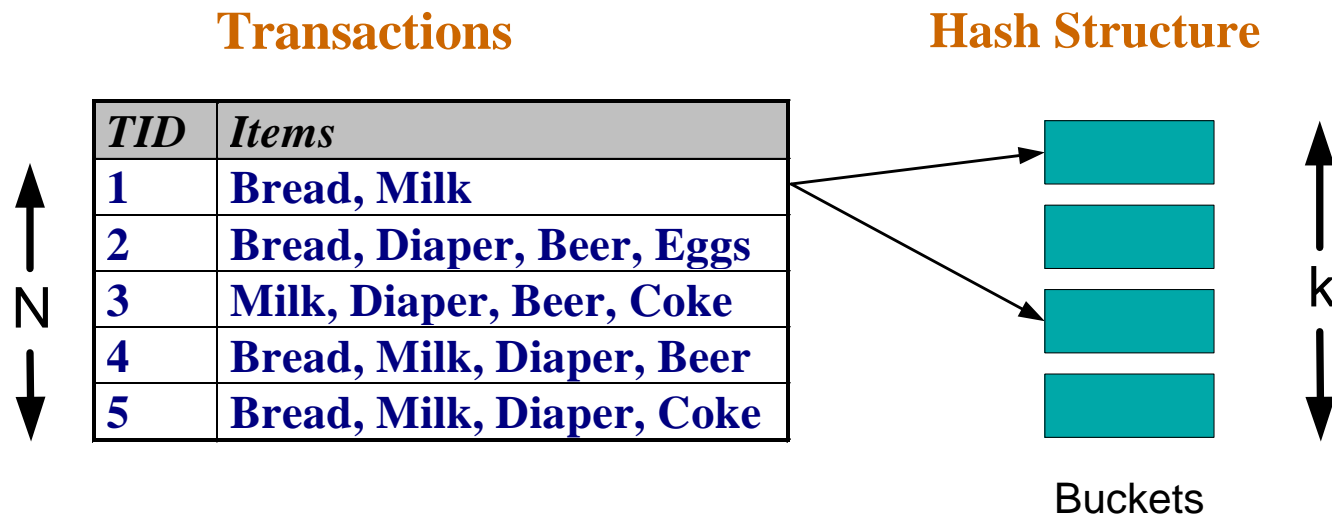 Transactions
Hash Structure
TID Items
1 Bread, Milk
2 Bread, Diaper, Beer, Eggs
3 Milk, Diaper, Beer, Coke
4 Bread, Milk, Diaper, Beer
5 Bread, Milk, Diaper, Coke
N
k
Buckets